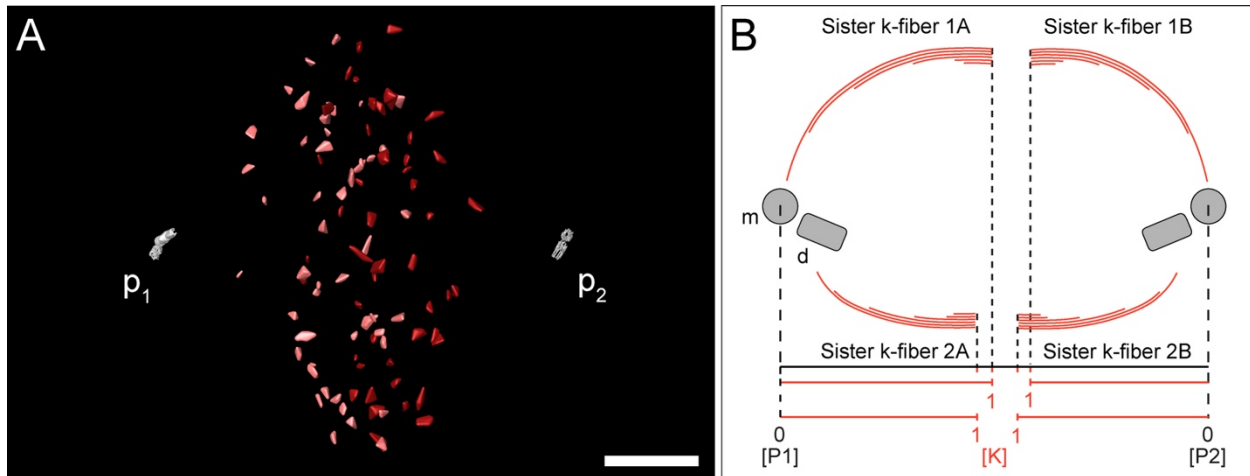 A
p1
p2
B
Sister k-fiber 1A
Sister k-fiber 1B
m
d
Sister k-fiber 2A
Sister k-fiber 2B
1 1
0 1 1 0
[P1] [K] [P2]